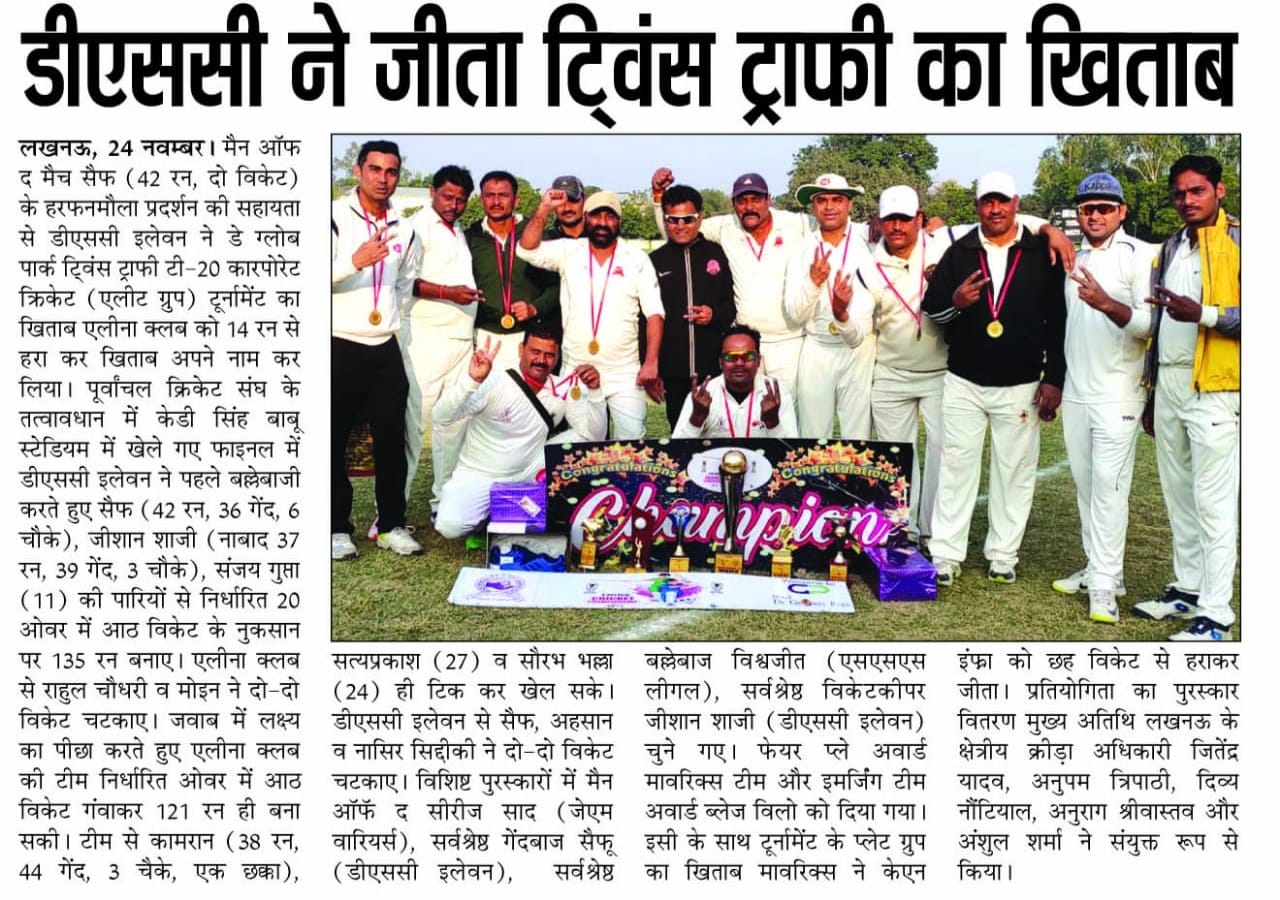 डीएससी ने जीता ट्विंस ट्राफी का खिताब
लखनऊ, 24 नवम्बर। मैन ऑफ
द मैच सैफ (42 रन, दो विकेट)
के हरफनमौला प्रदर्शन की सहायता
से डीएससी इलेवन ने डे ग्लोब
पार्क ट्विंस ट्राफी टी-20 कारपोरेट
क्रिकेट (एलीट ग्रुप) टूर्नामेंट का
खिताब एलीना क्लब को 14 रन से
हरा कर खिताब अपने नाम कर
लिया। पूर्वांचल क्रिकेट संघ के
तत्वावधान में केडी सिंह बाबू
स्टेडियम में खेले गए फाइनल में
डीएससी इलेवन ने पहले बल्लेबाजी
करते हुए सैफ (42 रन, 36 गेंद, 6
चौके), जीशान शाजी (नाबाद 37
रन, 39 गेंद, 3 चौके), संजय गुप्ता
(11) की पारियों से निर्धारित 20
ओवर में आठ विकेट के नुकसान
पर 135 रन बनाए। एलीना क्लब
से राहुल चौधरी व मोइन ने दो-दो
विकेट चटकाए। जवाब में लक्ष्य
का पीछा करते हुए एलीना क्लब
की टीम निर्धारित ओवर में आठ
विकेट गंवाकर 121 रन ही बना
सकी। टीम से कामरान (38 रन,
44 गेंद, 3 चैके, एक छक्का),
Kappa
Congratulations
Congratulations
Champion
सत्यप्रकाश (27) व सौरभ भल्ला
(24) ही टिक कर खेल सके।
डीएससी इलेवन से सैफ, अहसान
व नासिर सिद्दीकी ने दो-दो विकेट
चटकाए। विशिष्ट पुरस्कारों में मैन
ऑर्फ द सीरीज साद (जेएम
वारियर्स), सर्वश्रेष्ठ गेंदबाज सैफू
(डीएससी इलेवन), सर्वश्रेष्ठ
बल्लेबाज विश्वजीत (एसएसएस
लीगल), सर्वश्रेष्ठ विकेटकीपर
जीशान शाजी (डीएससी इलेवन)
चुने गए। फेयर प्ले अवार्ड
मावरिक्स टीम और इमर्जिंग टीम
अवार्ड ब्लेज विलो को दिया गया।
इसी के साथ टूर्नामेंट के प्लेट ग्रुप
का खिताब मावरिक्स ने केएन
इंफ्रा को छह विकेट से हराकर
जीता। प्रतियोगिता का पुरस्कार
वितरण मुख्य अतिथि लखनऊ के
क्षेत्रीय क्रीड़ा अधिकारी जितेंद्र
यादव, अनुपम त्रिपाठी, दिव्य
नौंटियाल, अनुराग श्रीवास्तव और
अंशुल शर्मा ने संयुक्त रूप से
किया।